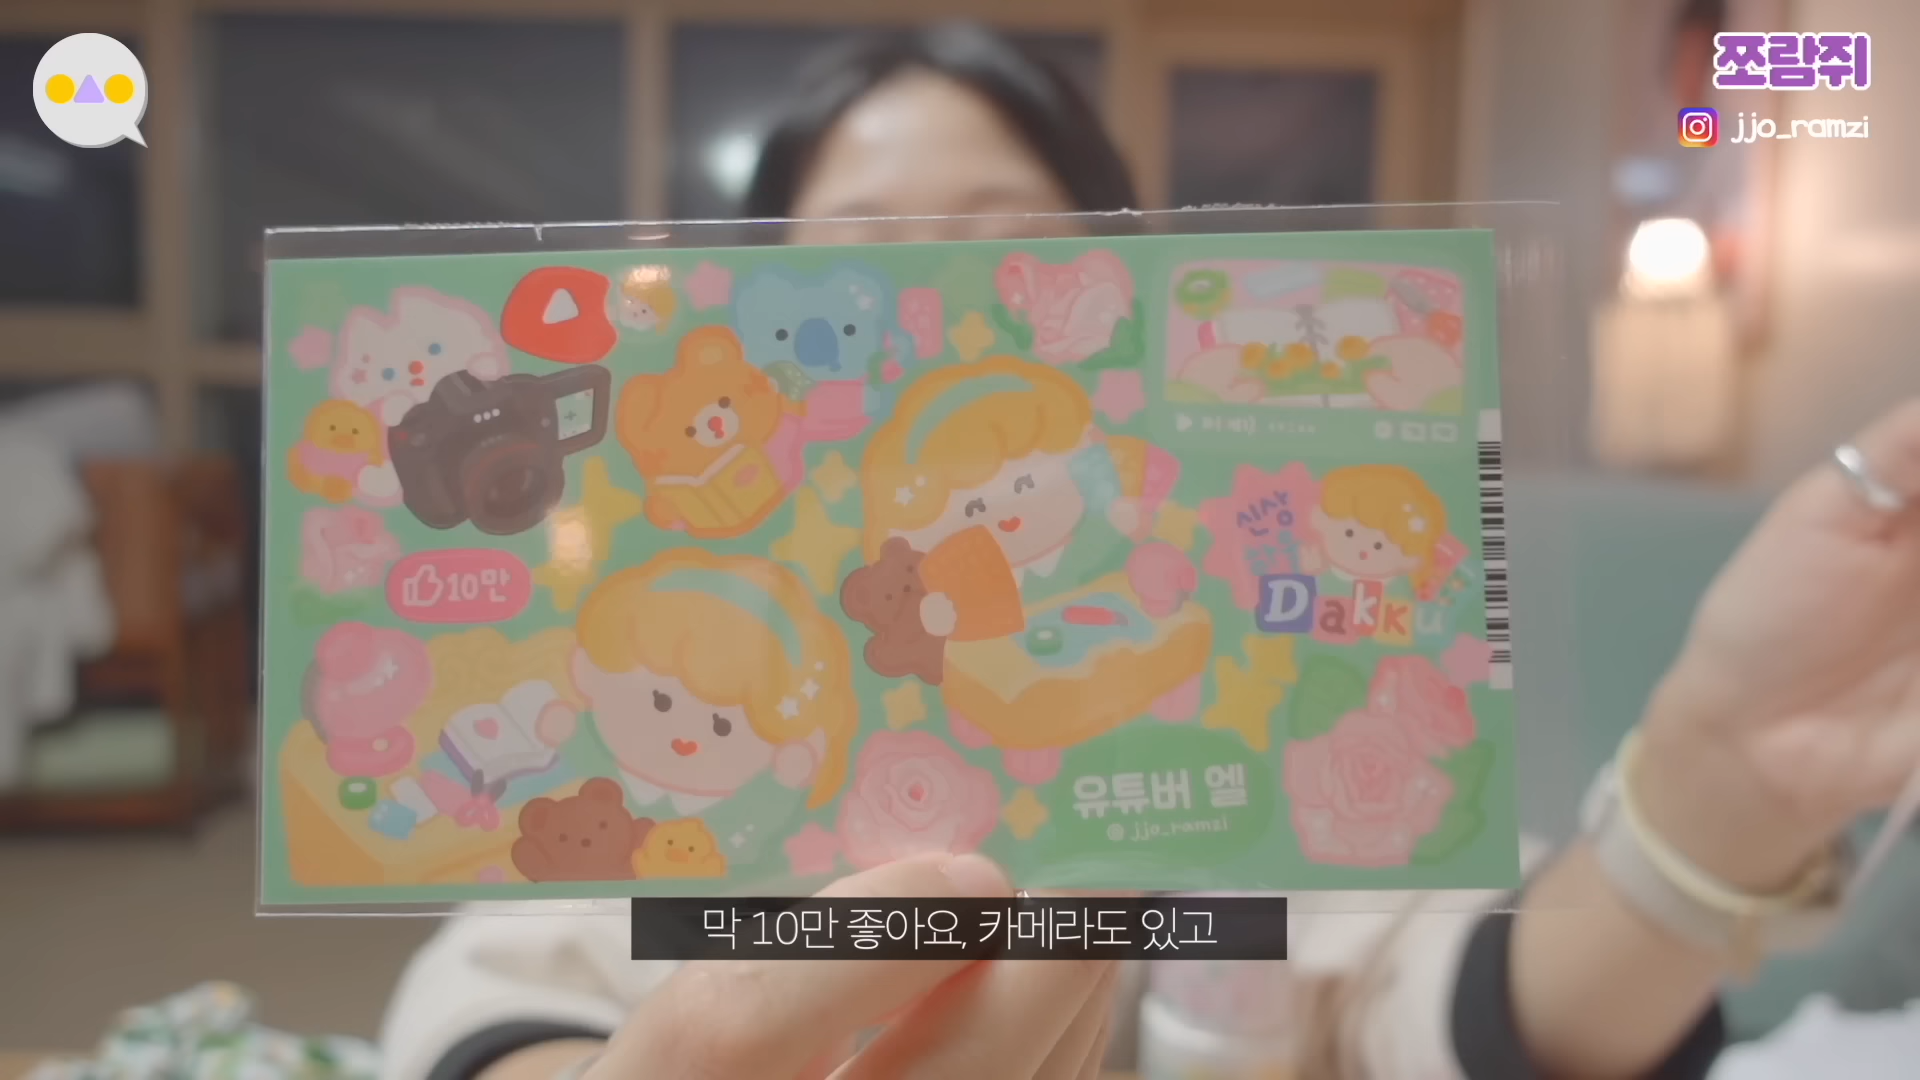 쪼람쥐
jjo_ramzi
신상
Dakku
10만
유튜버 엘
@jjo_ramzi
막 10만 좋아요, 카메라도 있고